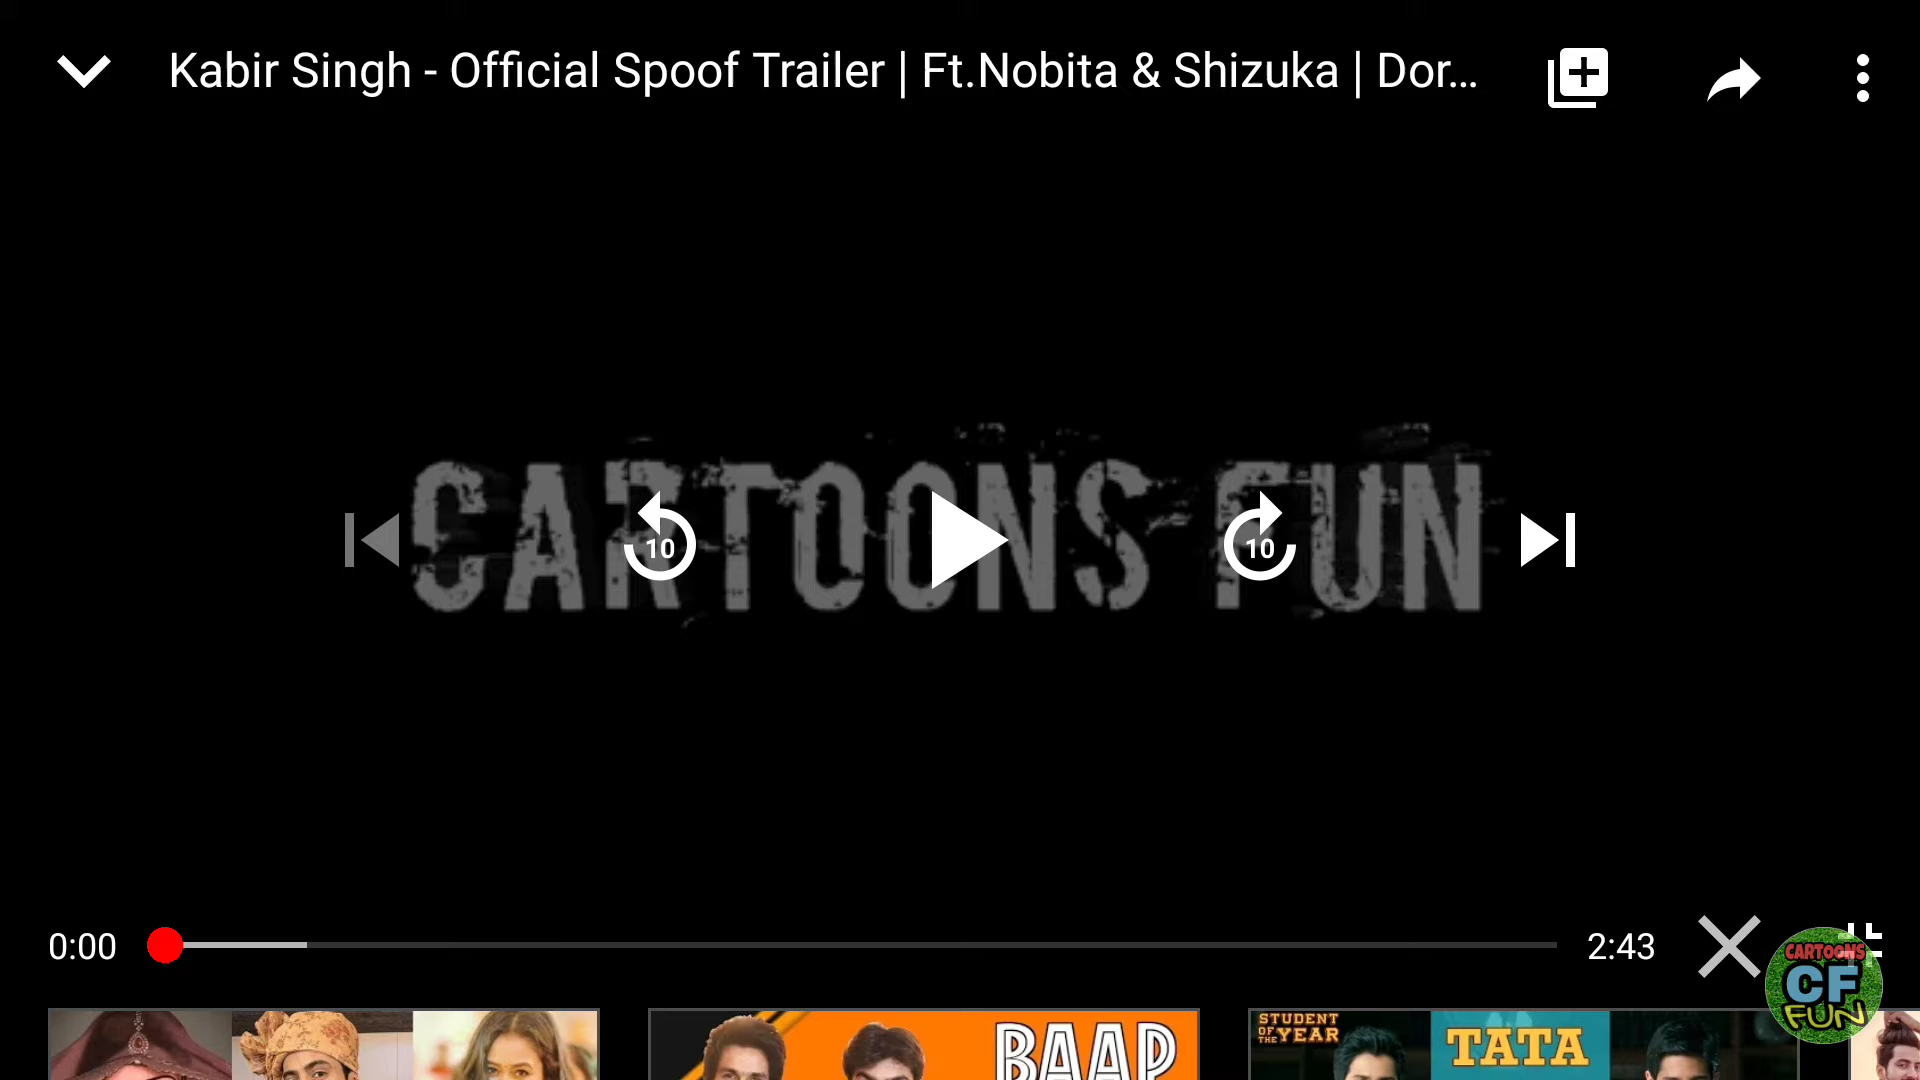 Kabir Singh - Official Spoof Trailer | Ft.Nobita & Shizuka | Dor...
CARTOONS FUN
10
10
0:00
2:43
CARTOONS
CF
FUN
BAAP
STUDENT
OF THE YEAR
TATA